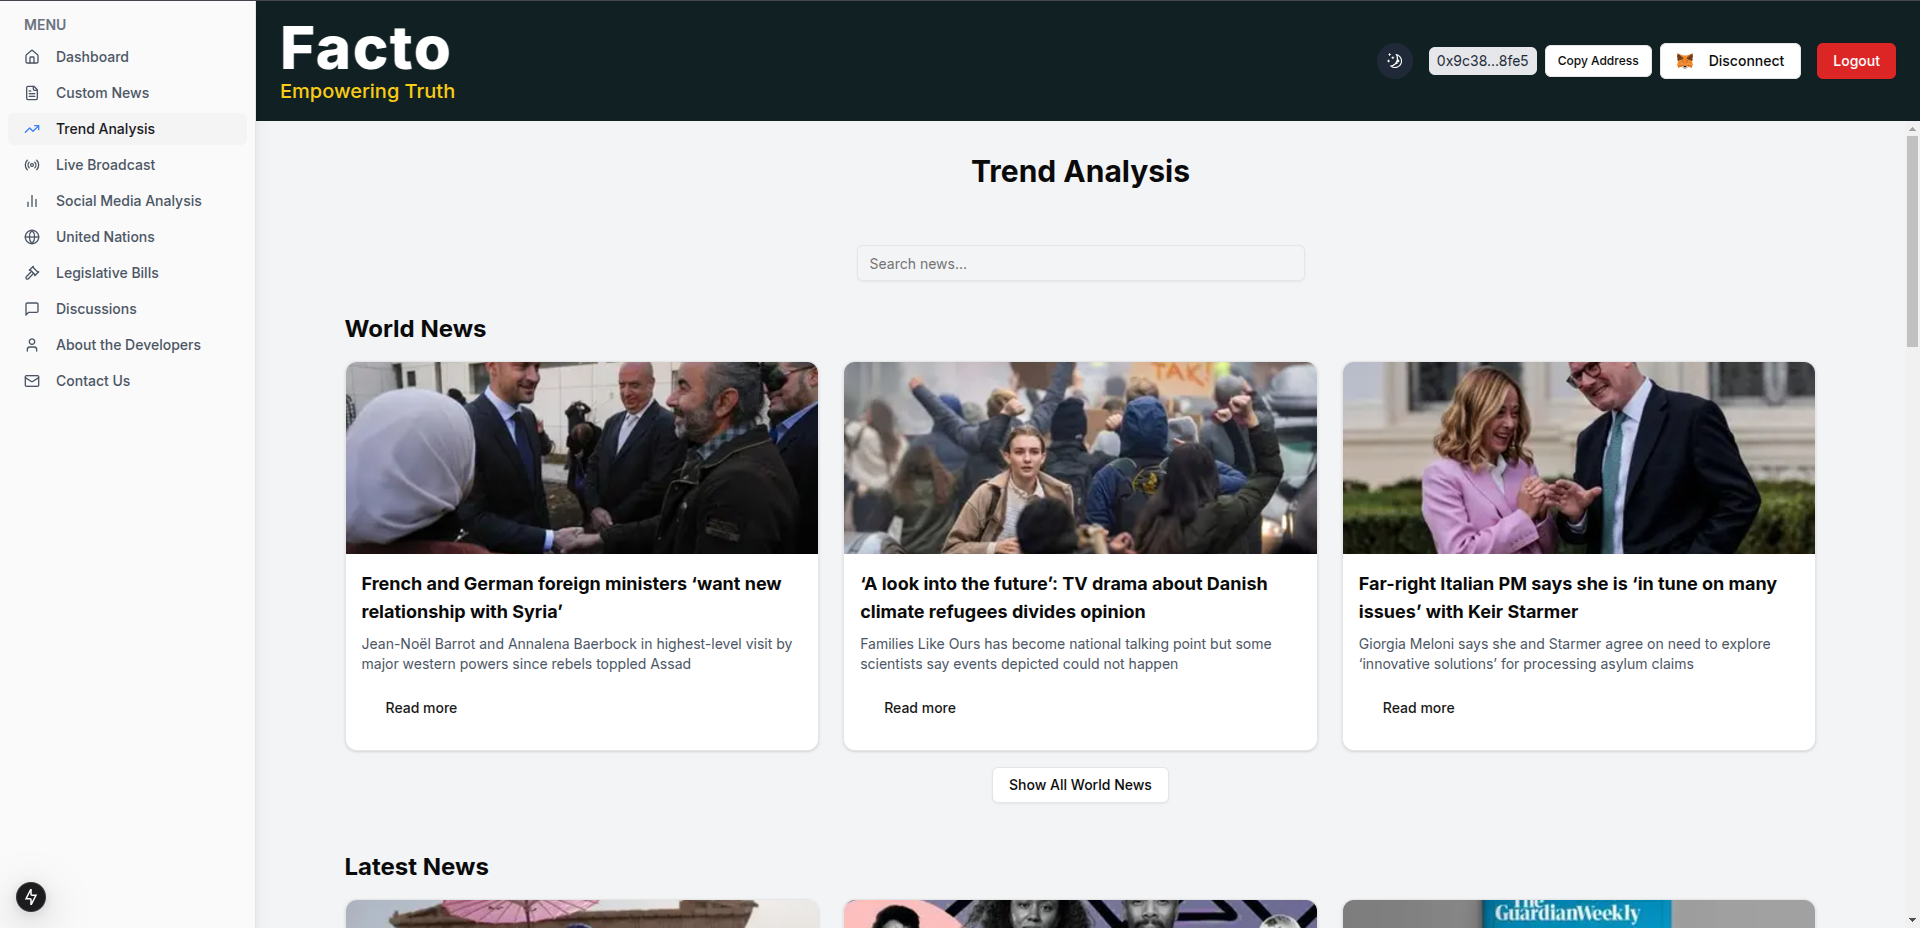 MENU
Dashboard
Custom News
Trend Analysis
Live Broadcast
Social Media Analysis
United Nations
Legislative Bills
Discussions
About the Developers
Contact Us
Facto
Empowering Truth
0x9c38...8fe5
Copy Address
Disconnect
Logout
Trend Analysis
Search news...
World News
TAK
French and German foreign ministers ‘want new
relationship with Syria’
Jean-Noël Barrot and Annalena Baerbock in highest-level visit by
major western powers since rebels toppled Assad
Read more
‘A look into the future’: TV drama about Danish
climate refugees divides opinion
Families Like Ours has become national talking point but some
scientists say events depicted could not happen
Read more
Far-right Italian PM says she is ‘in tune on many
issues’ with Keir Starmer
Giorgia Meloni says she and Starmer agree on need to explore
‘innovative solutions’ for processing asylum claims
Read more
Show All World News
Latest News
The
GuardianWeekly